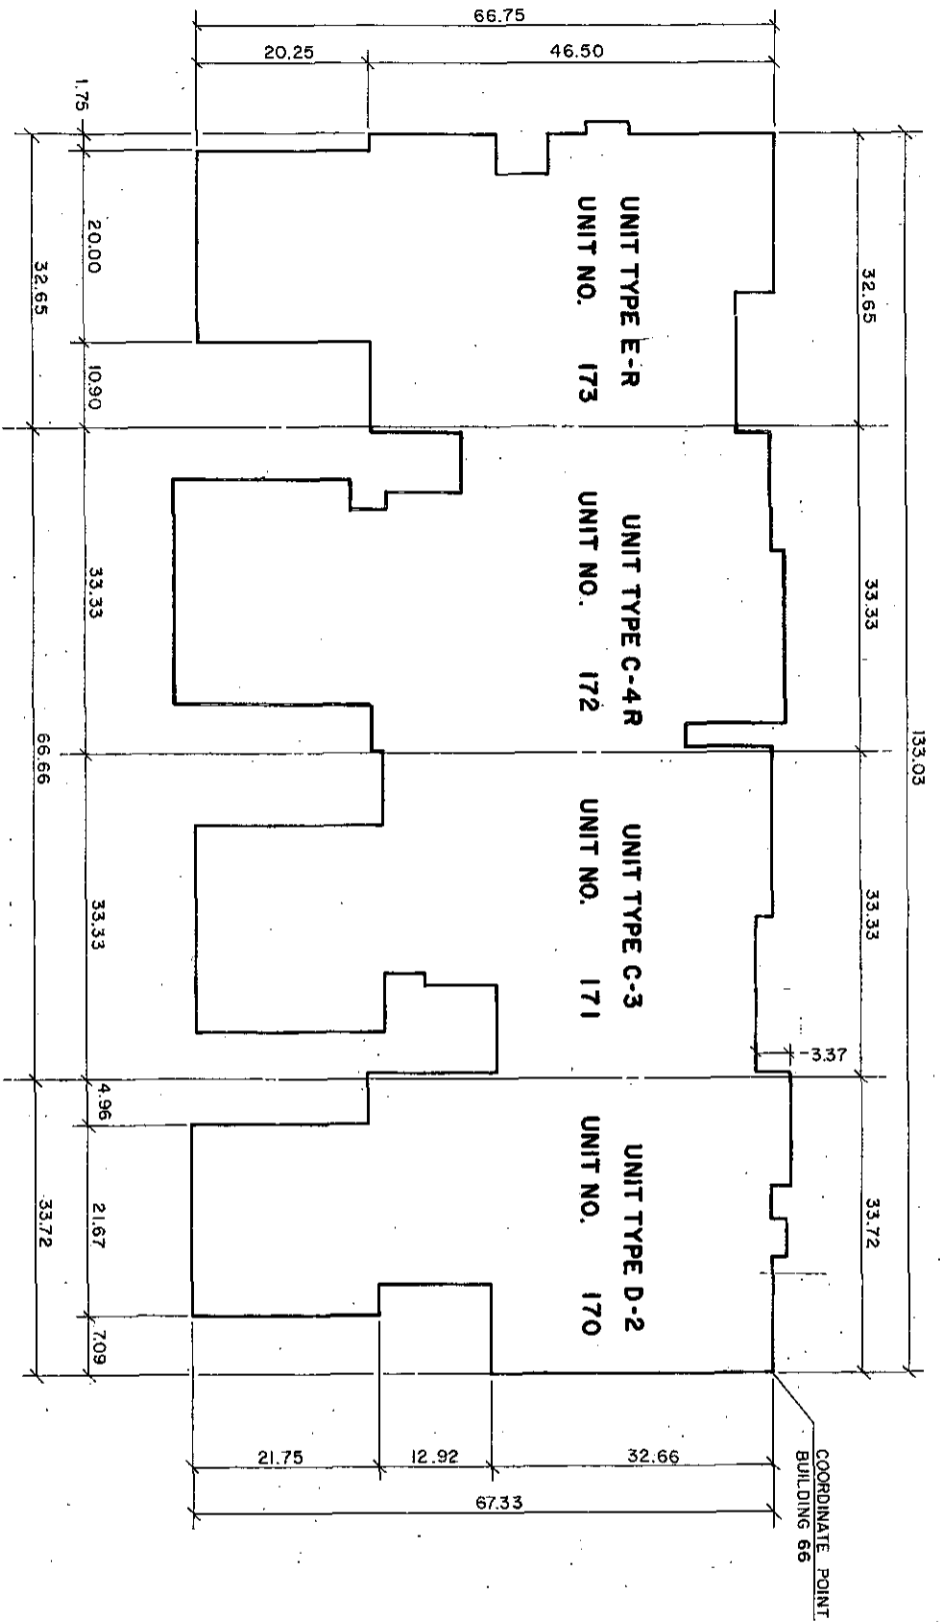 66.75
20.25
46.50
1.75
20.00
10.90
33.33
33.33
4.96
21.67
7.09
32.65
66.66
33.72
UNIT TYPE E-R
UNIT NO. 173
UNIT TYPE C-4R
UNIT NO. 172
UNIT TYPE C-3
UNIT NO. 171
UNIT TYPE D-2
UNIT NO. 170
32.65
33.33
33.33
33.72
133.03
3.37
21.75
12.92
32.66
67.33
COORDINATE POINT
BUILDING 66